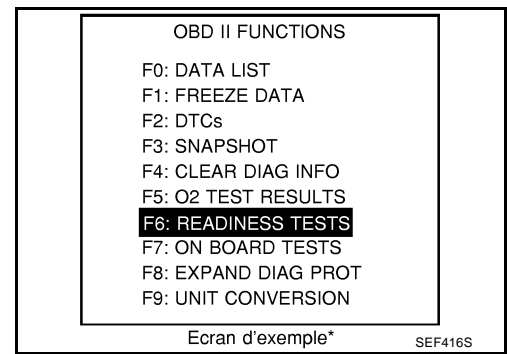 OBD II FUNCTIONS
F0: DATA LIST
F1: FREEZE DATA
F2: DTCs
F3: SNAPSHOT
F4: CLEAR DIAG INFO
F5: O2 TEST RESULTS
F6: READINESS TESTS
F7: ON BOARD TESTS
F8: EXPAND DIAG PROT
F9: UNIT CONVERSION
Ecran d'exemple*
SEF416S